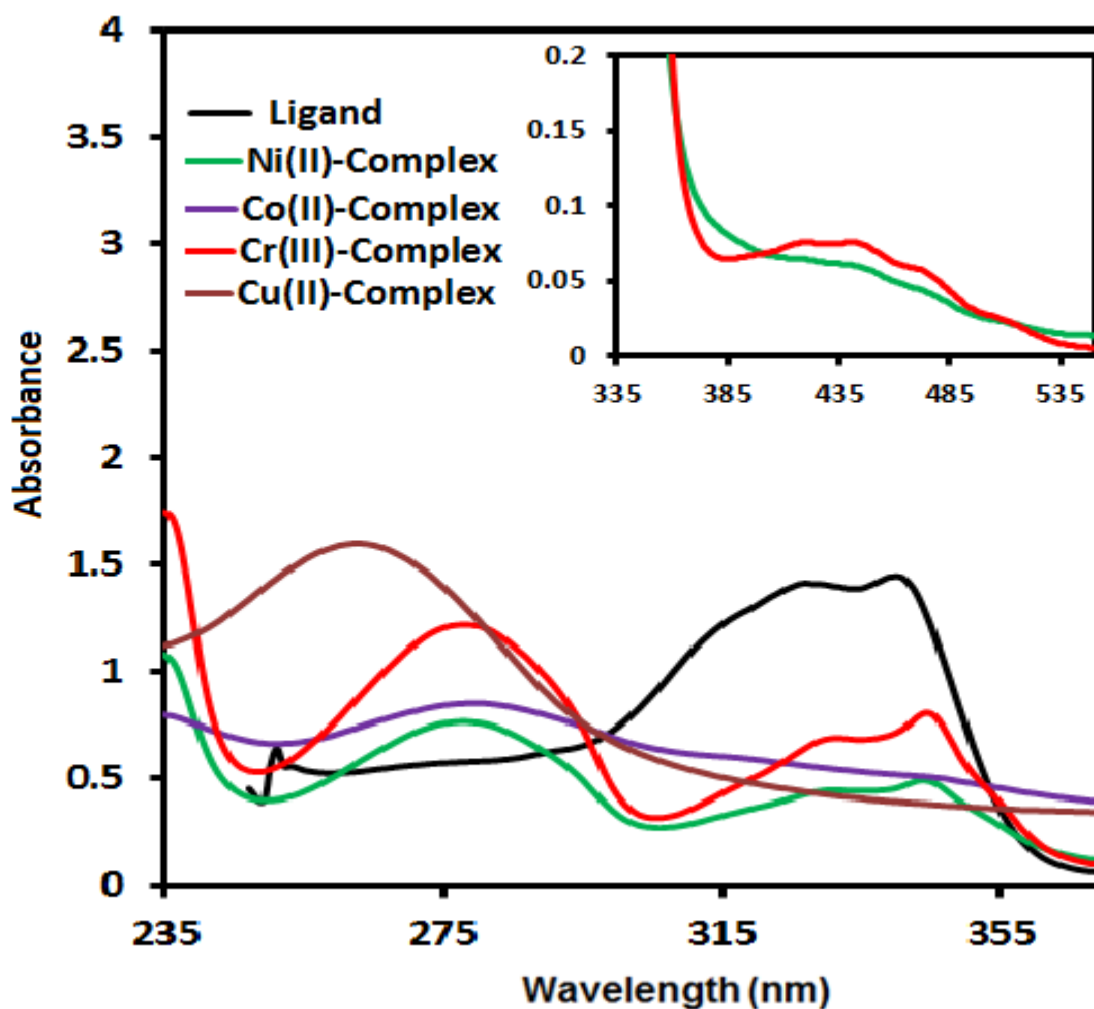 4
3.5
3
2.5
2
1.5
1
0.5
0
Absorbance
Ligand
Ni(II)-Complex
Co(II)-Complex
Cr(III)-Complex
Cu(II)-Complex
0.2
0.15
0.1
0.05
0
335 385 435 485 535
235 275 315 355
Wavelength (nm)